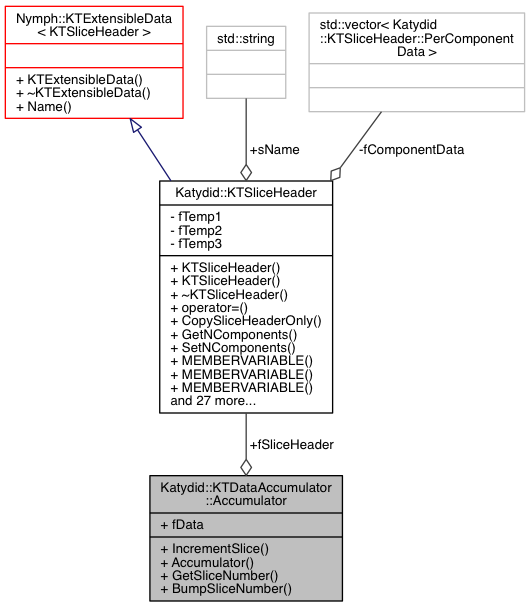 Nymph::KTExtensibleData
< KTSliceHeader >
+ KTExtensibleData()
+ ~KTExtensibleData()
+ Name()
std::string
std::vector< Katydid
::KTSliceHeader::PerComponent
Data >
+sName
-fComponentData
Katydid::KTSliceHeader
- fTemp1
- fTemp2
- fTemp3
+ KTSliceHeader()
+ KTSliceHeader()
+ ~KTSliceHeader()
+ operator=()
+ CopySliceHeaderOnly()
+ GetNComponents()
+ SetNComponents()
+ MEMBERVARIABLE()
+ MEMBERVARIABLE()
+ MEMBERVARIABLE()
and 27 more...
+fSliceHeader
Katydid::KTDataAccumulator
::Accumulator
+ fData
+ IncrementSlice()
+ Accumulator()
+ GetSliceNumber()
+ BumpSliceNumber()